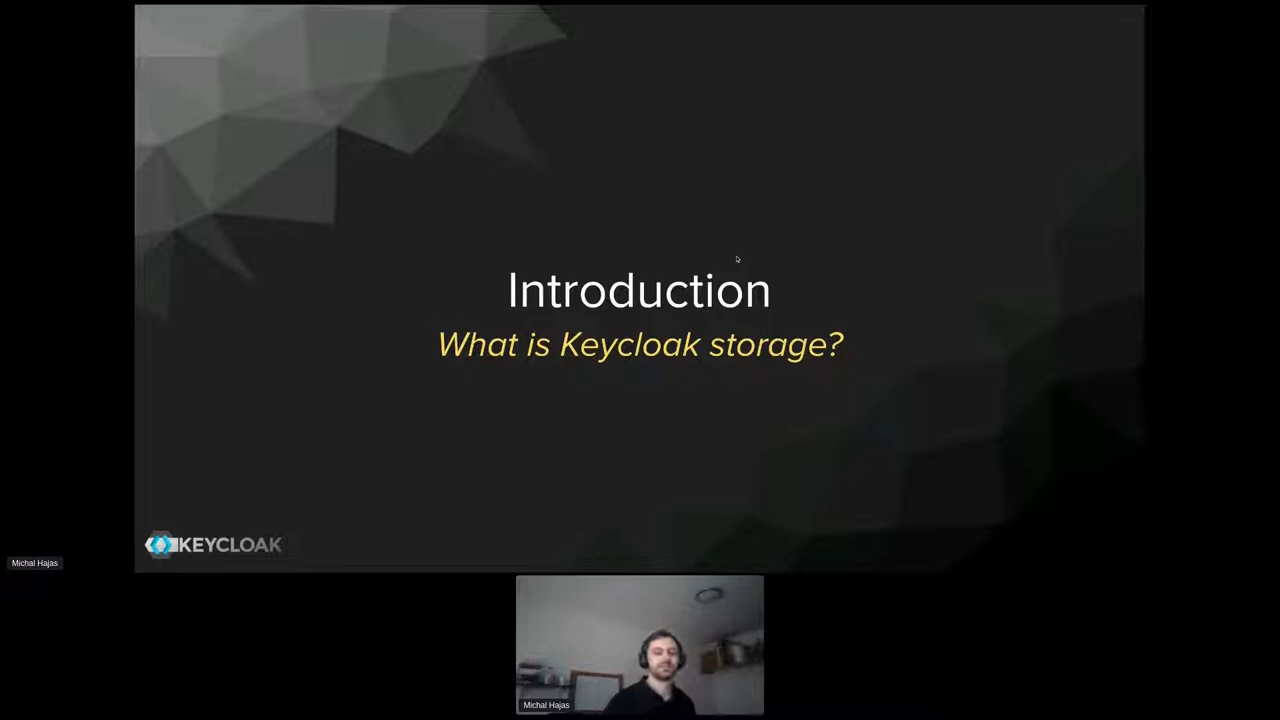 Introduction
What is Keycloak storage?
KEYCLOAK
Michal Hajas
Michal Hajas